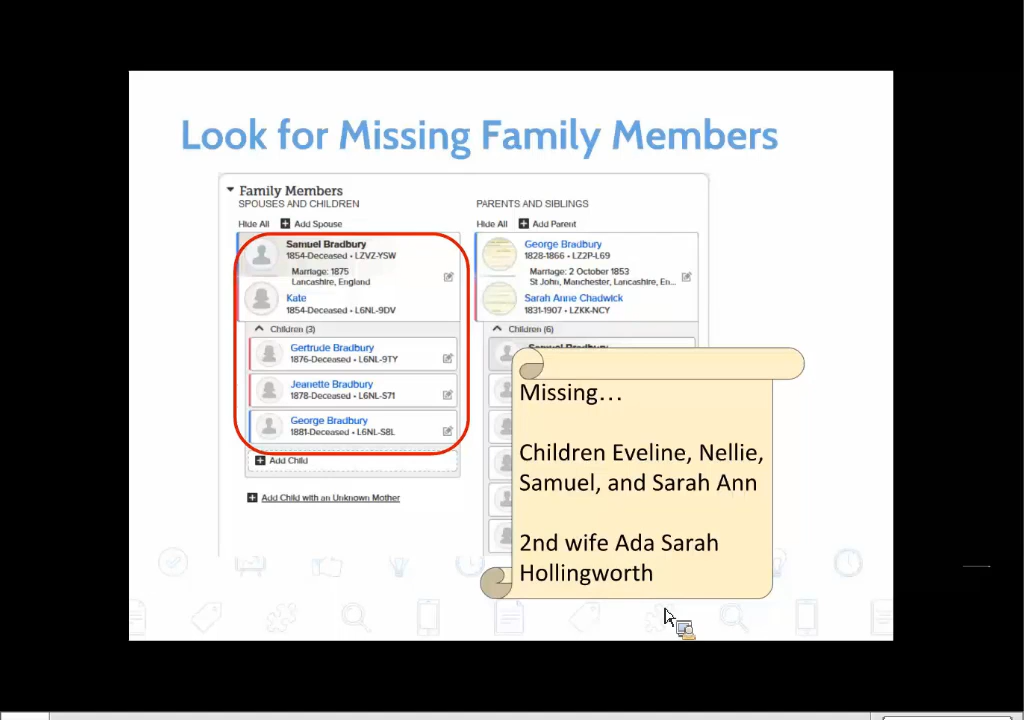 Look for Missing Family Members
Family Members
SPOUSES AND CHILDREN
Hide All Add Spouse
Samuel Bradbury
1854-Deceased • LZVZ-YSW
Marriage: 1875
Lancashire, England
Kate
1854-Deceased • L6NL-9DV
Children (3)
Gertrude Bradbury
1876-Deceased • L6NL-9TY
Jeanette Bradbury
1878-Deceased • L6NL-S71
George Bradbury
1881-Deceased • L6NL-S8L
Add Child
Add Child with an Unknown Mother
PARENTS AND SIBLINGS
Hide All Add Parent
George Bradbury
1828-1866 • LZ2P-L69
Marriage: 2 October 1853
St John, Manchester, Lancashire, En...
Sarah Anne Chadwick
1831-1907 • LZKK-NCY
Children (6)
Samuel Bradbury
Missing...
Children Eveline, Nellie,
Samuel, and Sarah Ann
2nd wife Ada Sarah
Hollingworth